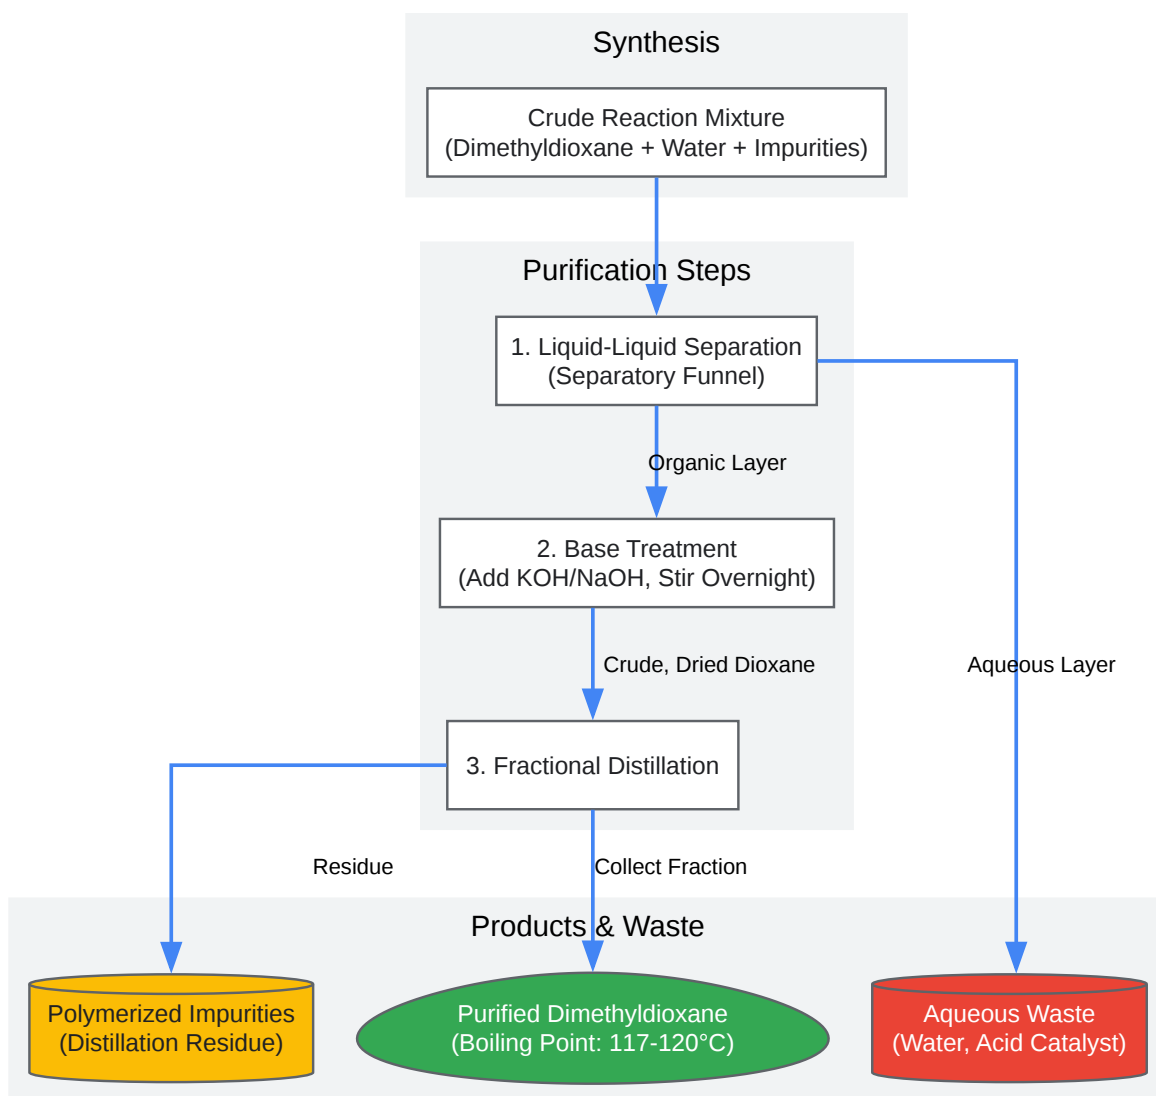 Synthesis
Crude Reaction Mixture
(Dimethyldioxane + Water + Impurities)
Purification Steps
1. Liquid-Liquid Separation
(Separatory Funnel)
Organic Layer
2. Base Treatment
(Add KOH/NaOH, Stir Overnight)
Crude, Dried Dioxane
Aqueous Layer
3. Fractional Distillation
Residue
Collect Fraction
Products & Waste
Polymerized Impurities
(Distillation Residue)
Purified Dimethyldioxane
(Boiling Point: 117-120°C)
Aqueous Waste
(Water, Acid Catalyst)